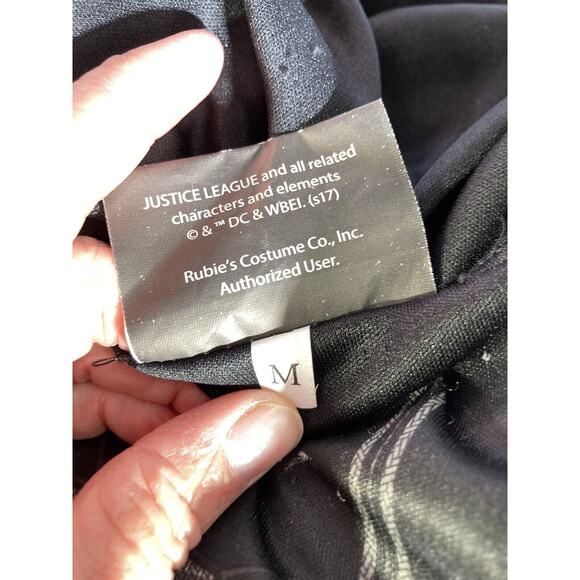 JUSTICE LEAGUE and all related
characters and elements
© & ™ DC & WBEI. (s17)
Rubie's Costume Co., Inc.
Authorized User.
M